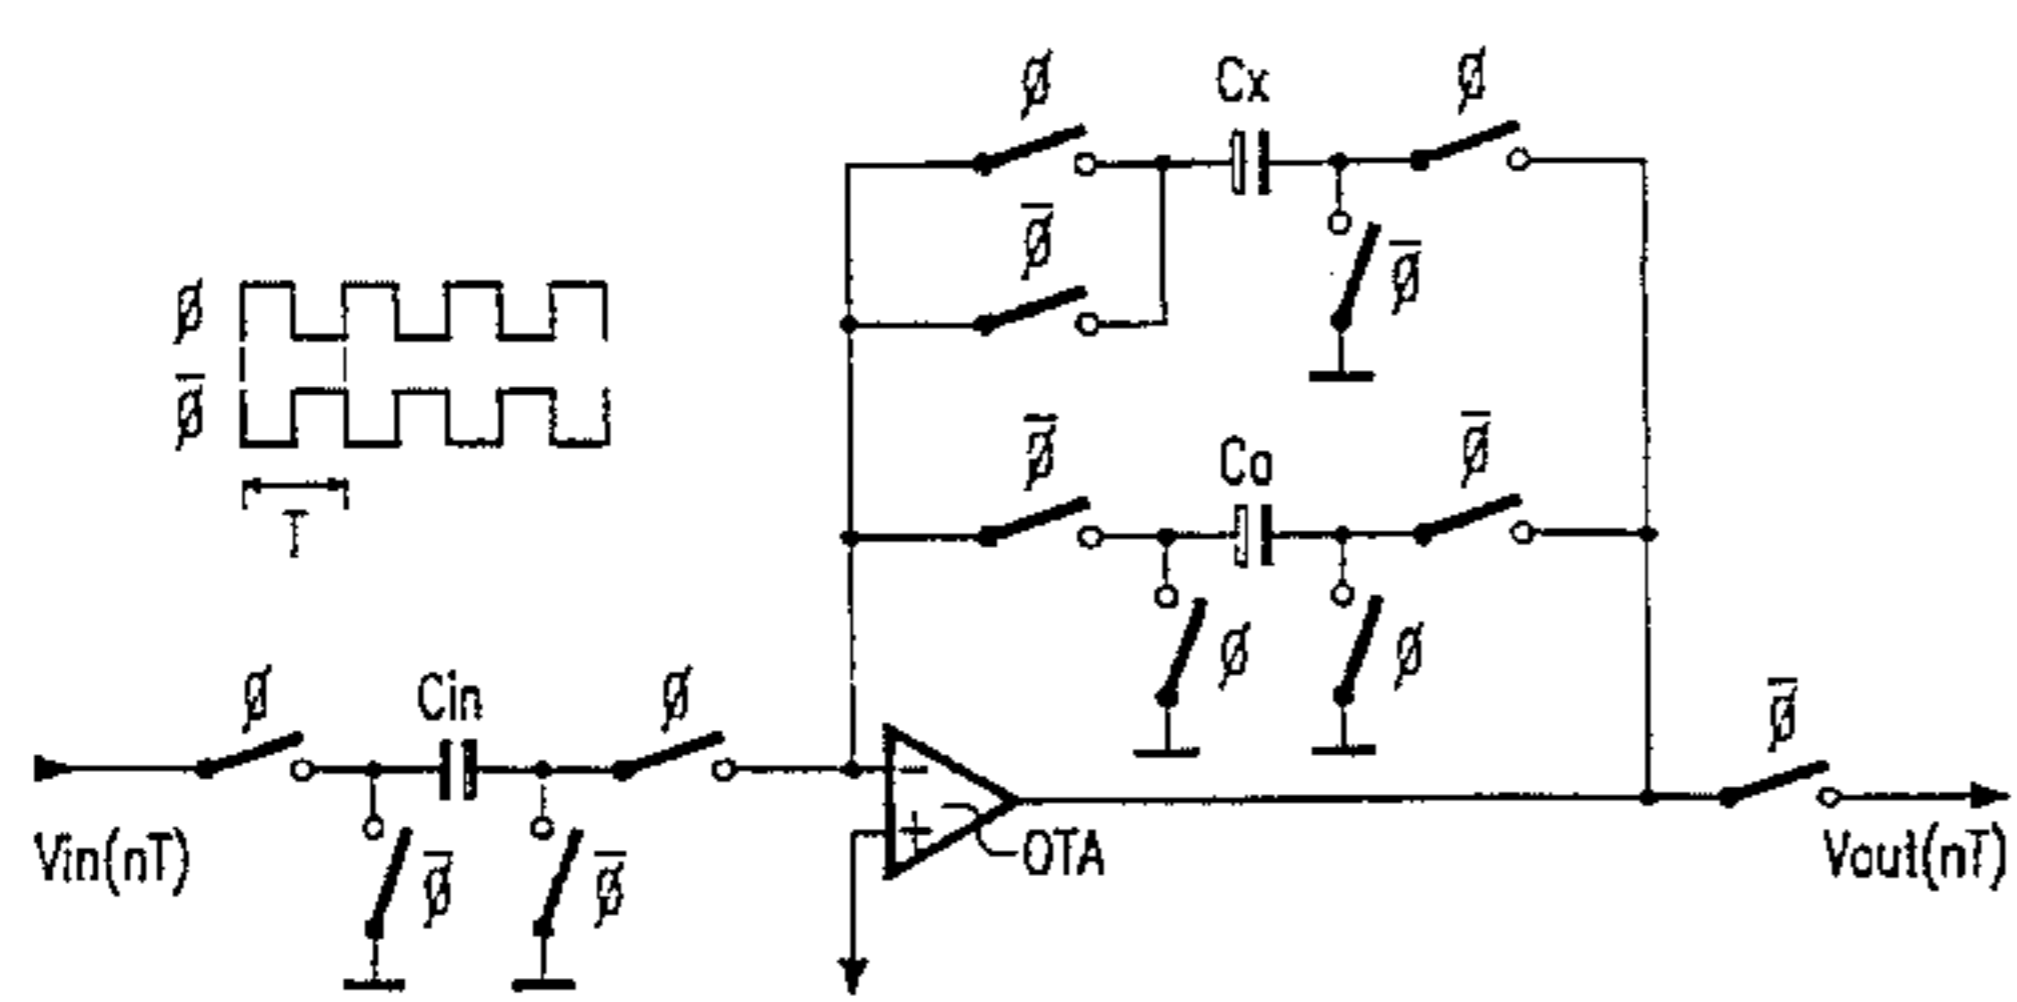 ø
Cx
ø
ø̅
ø̅
ø
ø̅
T
ø̅
Co
ø̅
ø
ø
ø
Cin
ø
ø̅
−
+
OTA
Vin(nT)
ø̅
ø̅
Vout(nT)